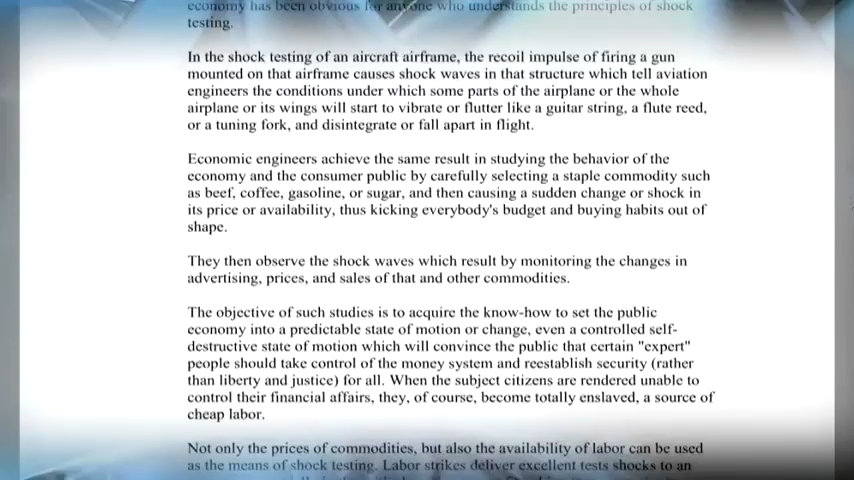 economy has been obvious for anyone who understands the principles of shock
testing.
In the shock testing of an aircraft airframe, the recoil impulse of firing a gun
mounted on that airframe causes shock waves in that structure which tell aviation
engineers the conditions under which some parts of the airplane or the whole
airplane or its wings will start to vibrate or flutter like a guitar string, a flute reed,
or a tuning fork, and disintegrate or fall apart in flight.
Economic engineers achieve the same result in studying the behavior of the
economy and the consumer public by carefully selecting a staple commodity such
as beef, coffee, gasoline, or sugar, and then causing a sudden change or shock in
its price or availability, thus kicking everybody's budget and buying habits out of
shape.
They then observe the shock waves which result by monitoring the changes in
advertising, prices, and sales of that and other commodities.
The objective of such studies is to acquire the know-how to set the public
economy into a predictable state of motion or change, even a controlled self-
destructive state of motion which will convince the public that certain "expert"
people should take control of the money system and reestablish security (rather
than liberty and justice) for all. When the subject citizens are rendered unable to
control their financial affairs, they, of course, become totally enslaved, a source of
cheap labor.
Not only the prices of commodities, but also the availability of labor can be used
as the means of shock testing. Labor strikes deliver excellent tests shocks to an